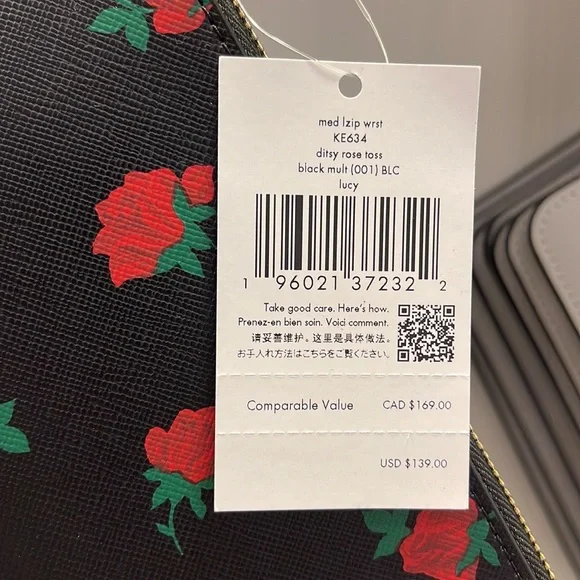 med lzip wrst
KE634
ditsy rose toss
black mult (001) BLC
lucy
1 96021 37232 2
Take good care. Here's how.
Prenez-en bien soin. Voici comment.
请妥善维护。这里是具体做法。
お手入れ方法はこちらをご覧ください。
Comparable Value CAD $169.00
USD $139.00